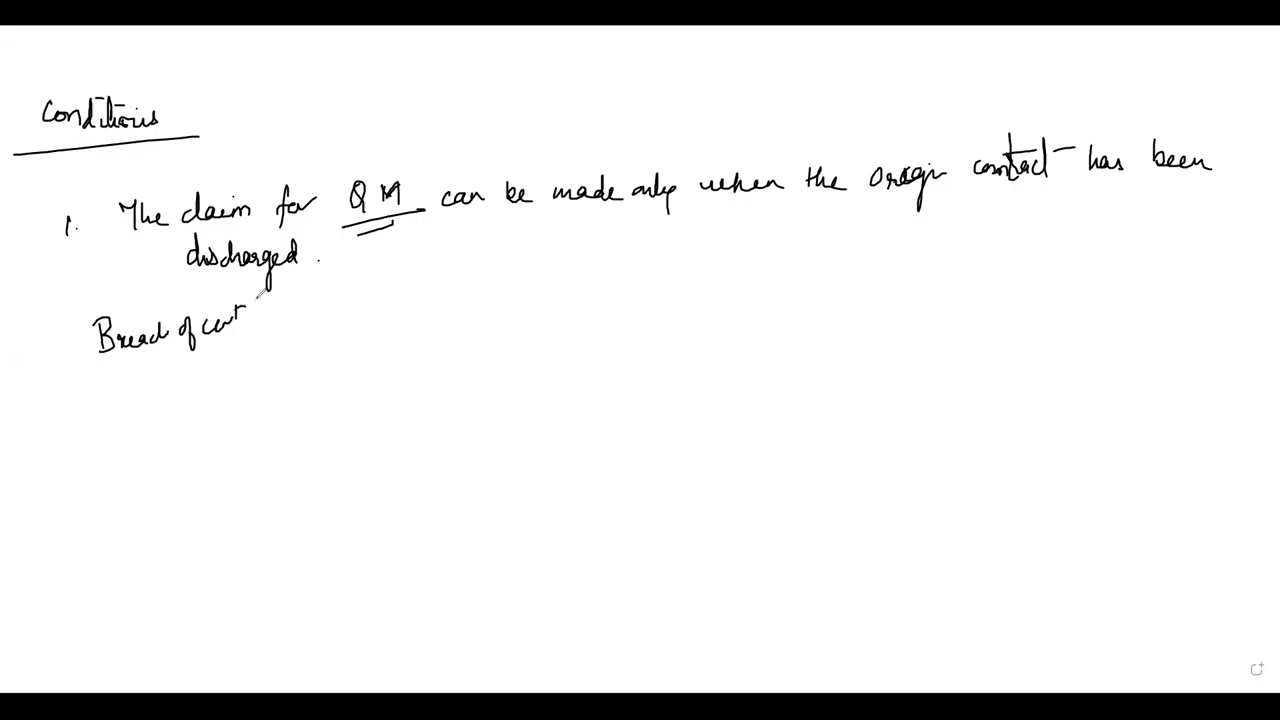 Conditions
1. The claim for QM can be made only when the origin contract has been
discharged.
Breach of cont